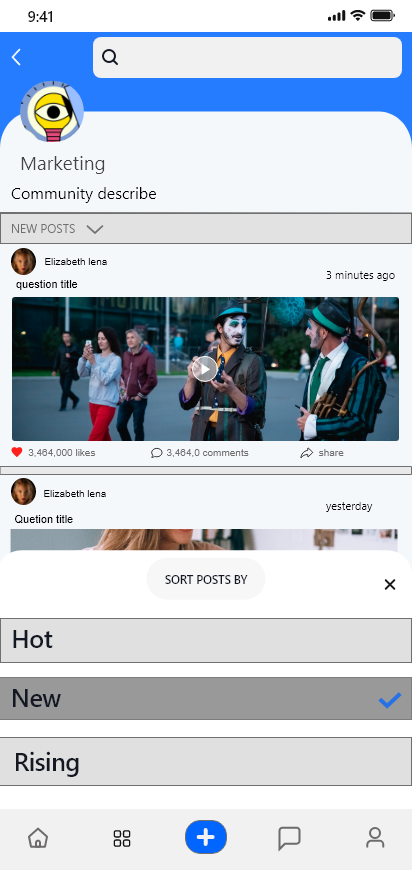 9:41
Marketing
Community describe
NEW POSTS
Elizabeth lena
3 minutes ago
question title
3,464,000 likes
3,464,0 comments
share
Elizabeth lena
yesterday
Quetion title
SORT POSTS BY
Hot
New
Rising